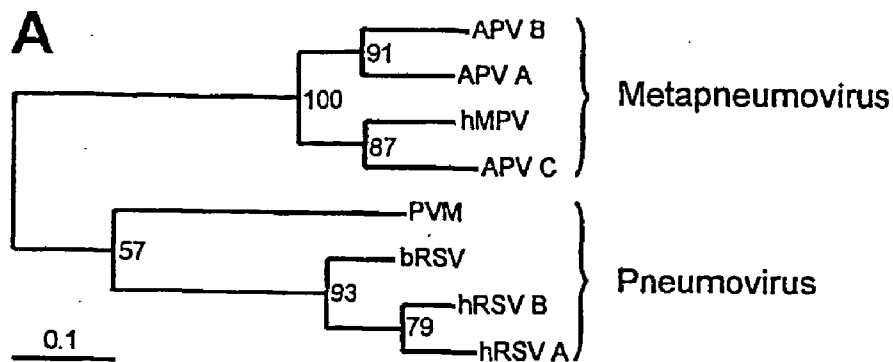 A
APV B
91
APV A
100
Metapneumovirus
hMPV
87
APV C
PVM
57
bRSV
93
Pneumovirus
hRSV B
79
0.1
hRSV A